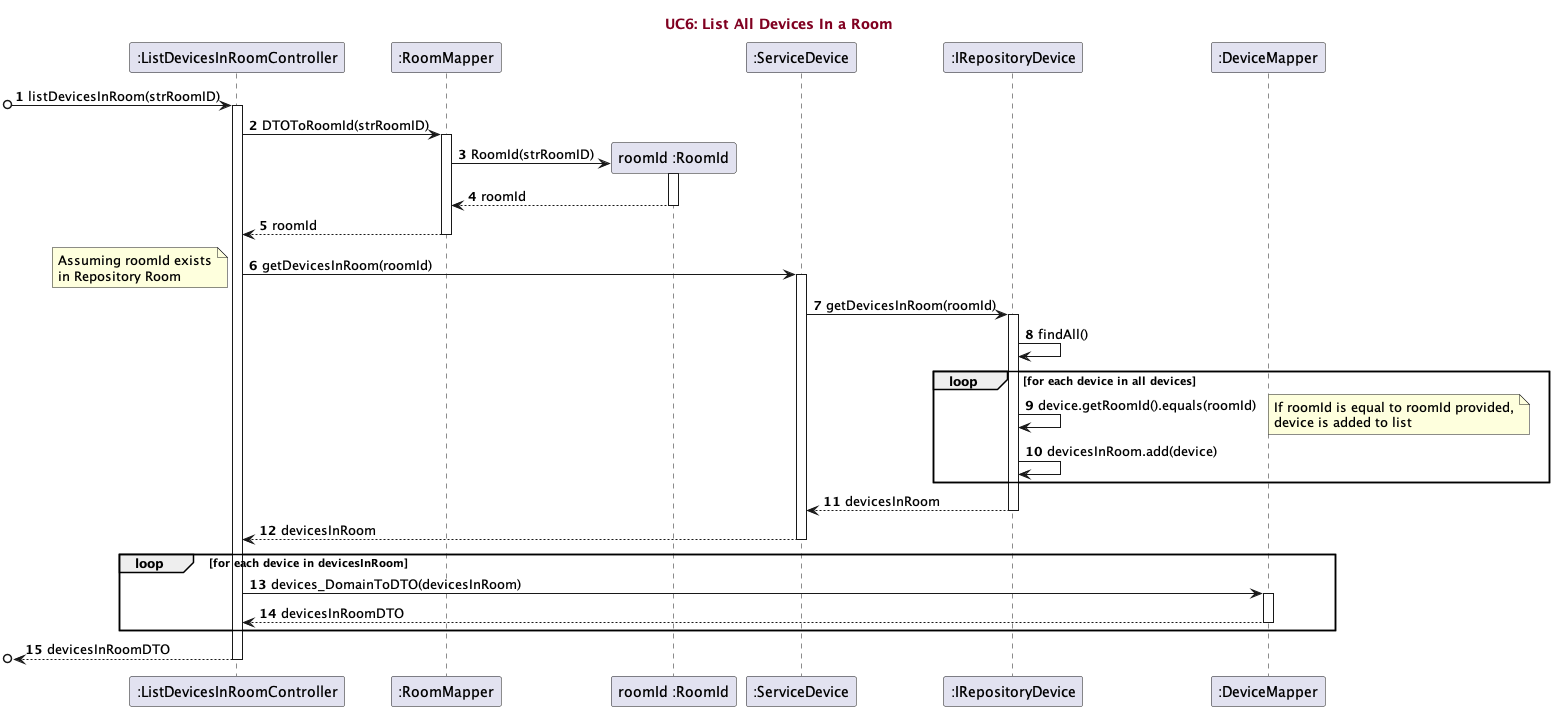 UC6: List All Devices In a Room
:ListDevicesInRoomController
:RoomMapper
:ServiceDevice
:IRepositoryDevice
:DeviceMapper
1 listDevicesInRoom(strRoomID)
2 DTOToRoomId(strRoomID)
3 RoomId(strRoomID)
roomId :RoomId
4 roomId
5 roomId
Assuming roomId exists
in Repository Room
6 getDevicesInRoom(roomId)
7 getDevicesInRoom(roomId)
8 findAll()
loop [for each device in all devices]
9 device.getRoomId().equals(roomId)
If roomId is equal to roomId provided,
device is added to list
10 devicesInRoom.add(device)
11 devicesInRoom
12 devicesInRoom
loop [for each device in devicesInRoom]
13 devices_DomainToDTO(devicesInRoom)
14 devicesInRoomDTO
15 devicesInRoomDTO
:ListDevicesInRoomController
:RoomMapper
roomId :RoomId
:ServiceDevice
:IRepositoryDevice
:DeviceMapper